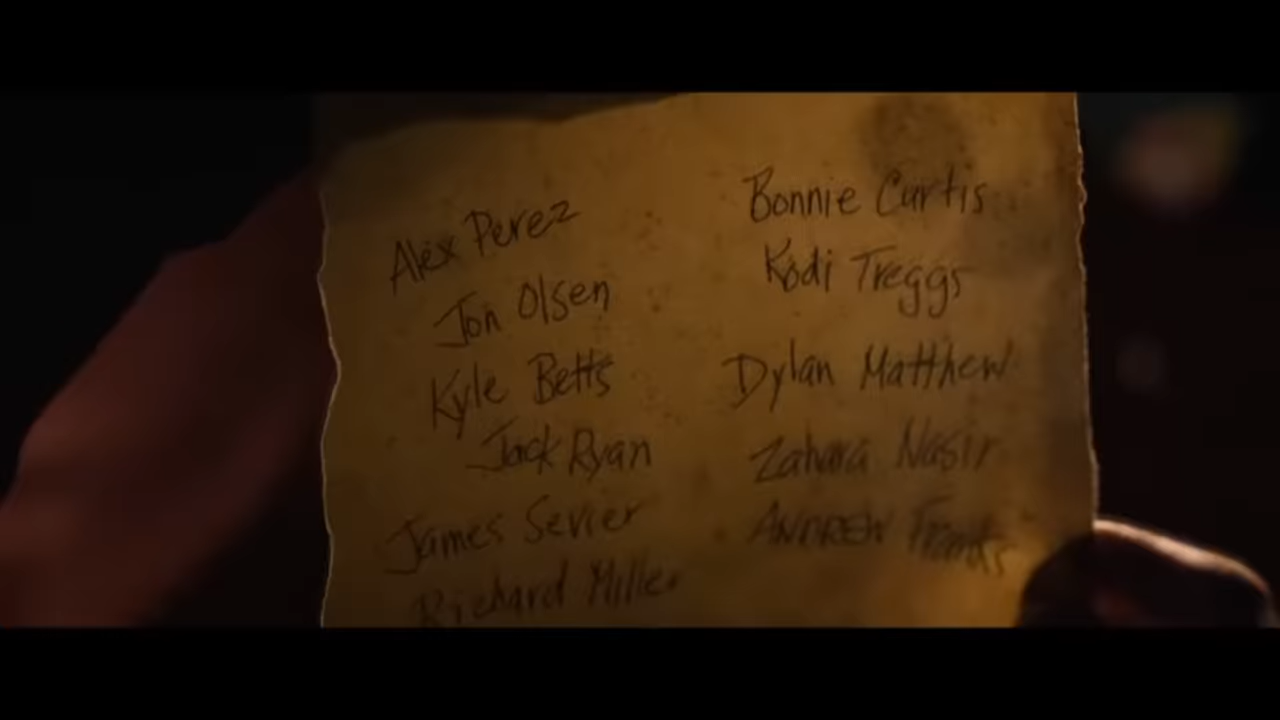 Alex Perez
Jon Olsen
Kyle Betts
Jack Ryan
James Sevier
Richard Miller
Bonnie Curtis
Kodi Treggs
Dylan Matthew
Zahara Nasir
ANDREW Franks